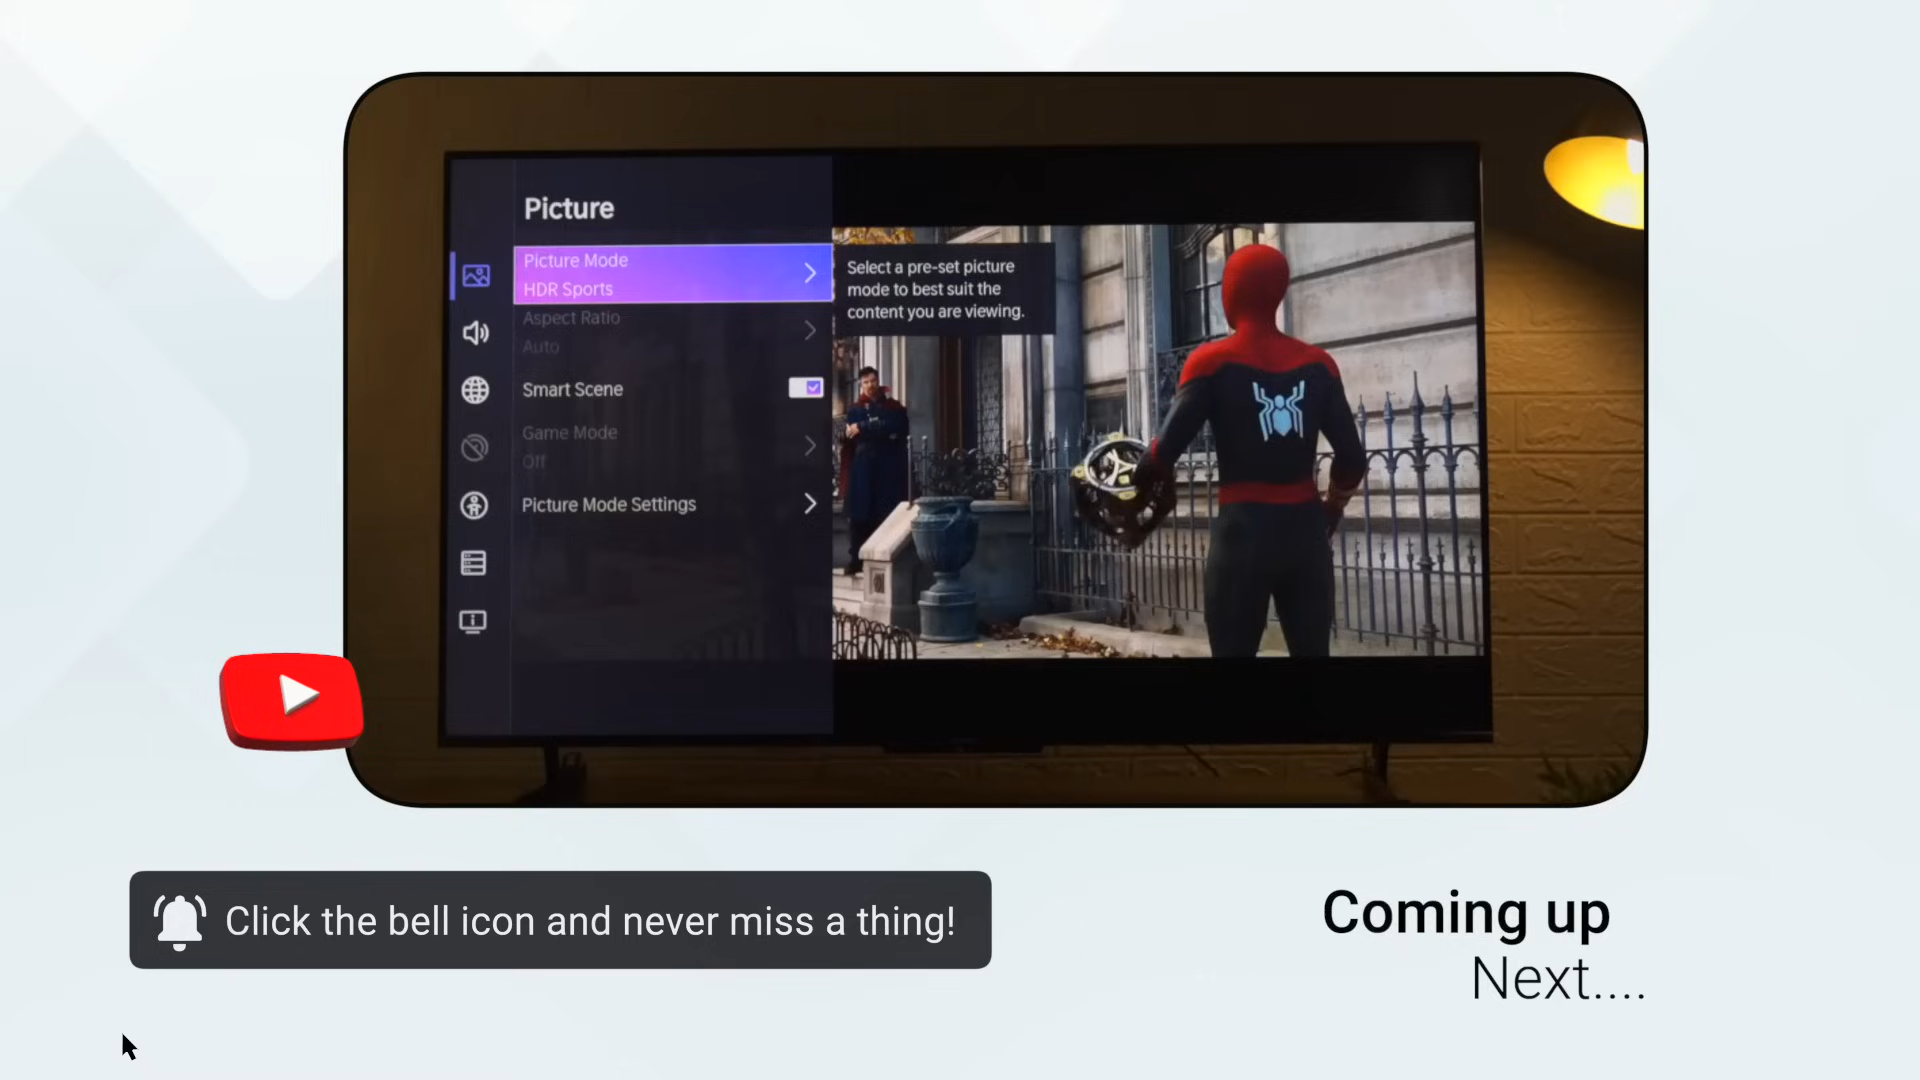 Picture
Picture Mode
HDR Sports
Aspect Ratio
Auto
Smart Scene
Game Mode
Off
Picture Mode Settings
Select a pre-set picture
mode to best suit the
content you are viewing.
Click the bell icon and never miss a thing!
Coming up
Next....